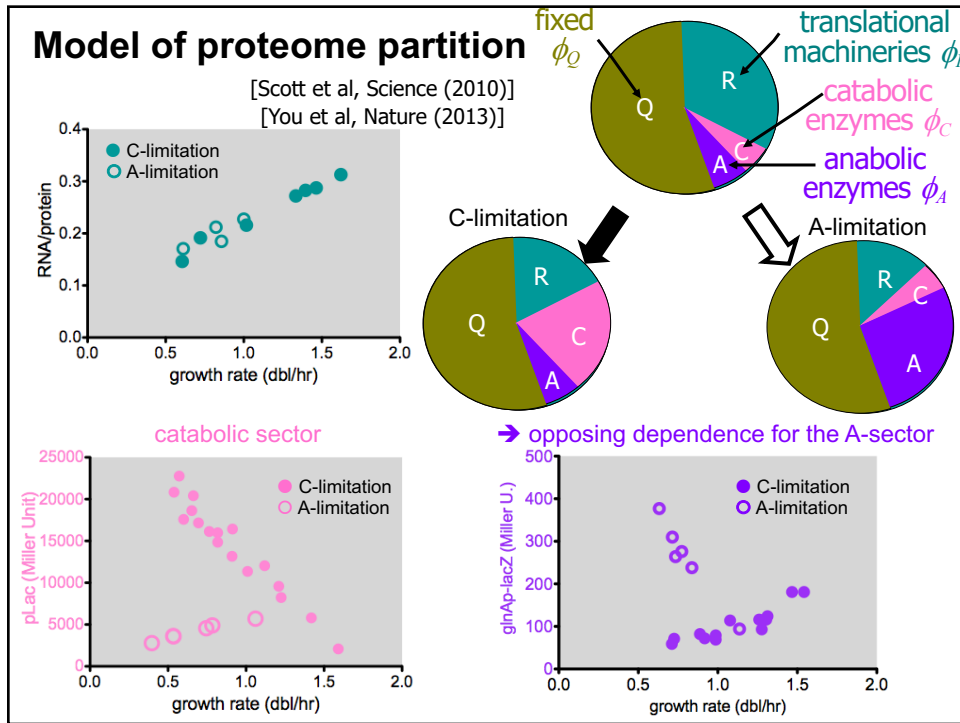 Model of proteome partition
[Scott et al, Science (2010)]
[You et al, Nature (2013)]
fixed
ϕQ
translational
machineries ϕ
catabolic
enzymes ϕC
anabolic
enzymes ϕA
Q
R
C
A
C-limitation
A-limitation
Q
R
C
A
Q
R
C
A
0.4
0.3
0.2
0.1
0.0
RNA/protein
C-limitation
A-limitation
0.0 0.5 1.0 1.5 2.0
growth rate (dbl/hr)
catabolic sector
25000
20000
15000
10000
5000
0
pLac (Miller Unit)
C-limitation
A-limitation
0.0 0.5 1.0 1.5 2.0
growth rate (dbl/hr)
➔ opposing dependence for the A-sector
500
400
300
200
100
0
glnAp-lacZ (Miller U.)
C-limitation
A-limitation
0.0 0.5 1.0 1.5 2.0
growth rate (dbl/hr)